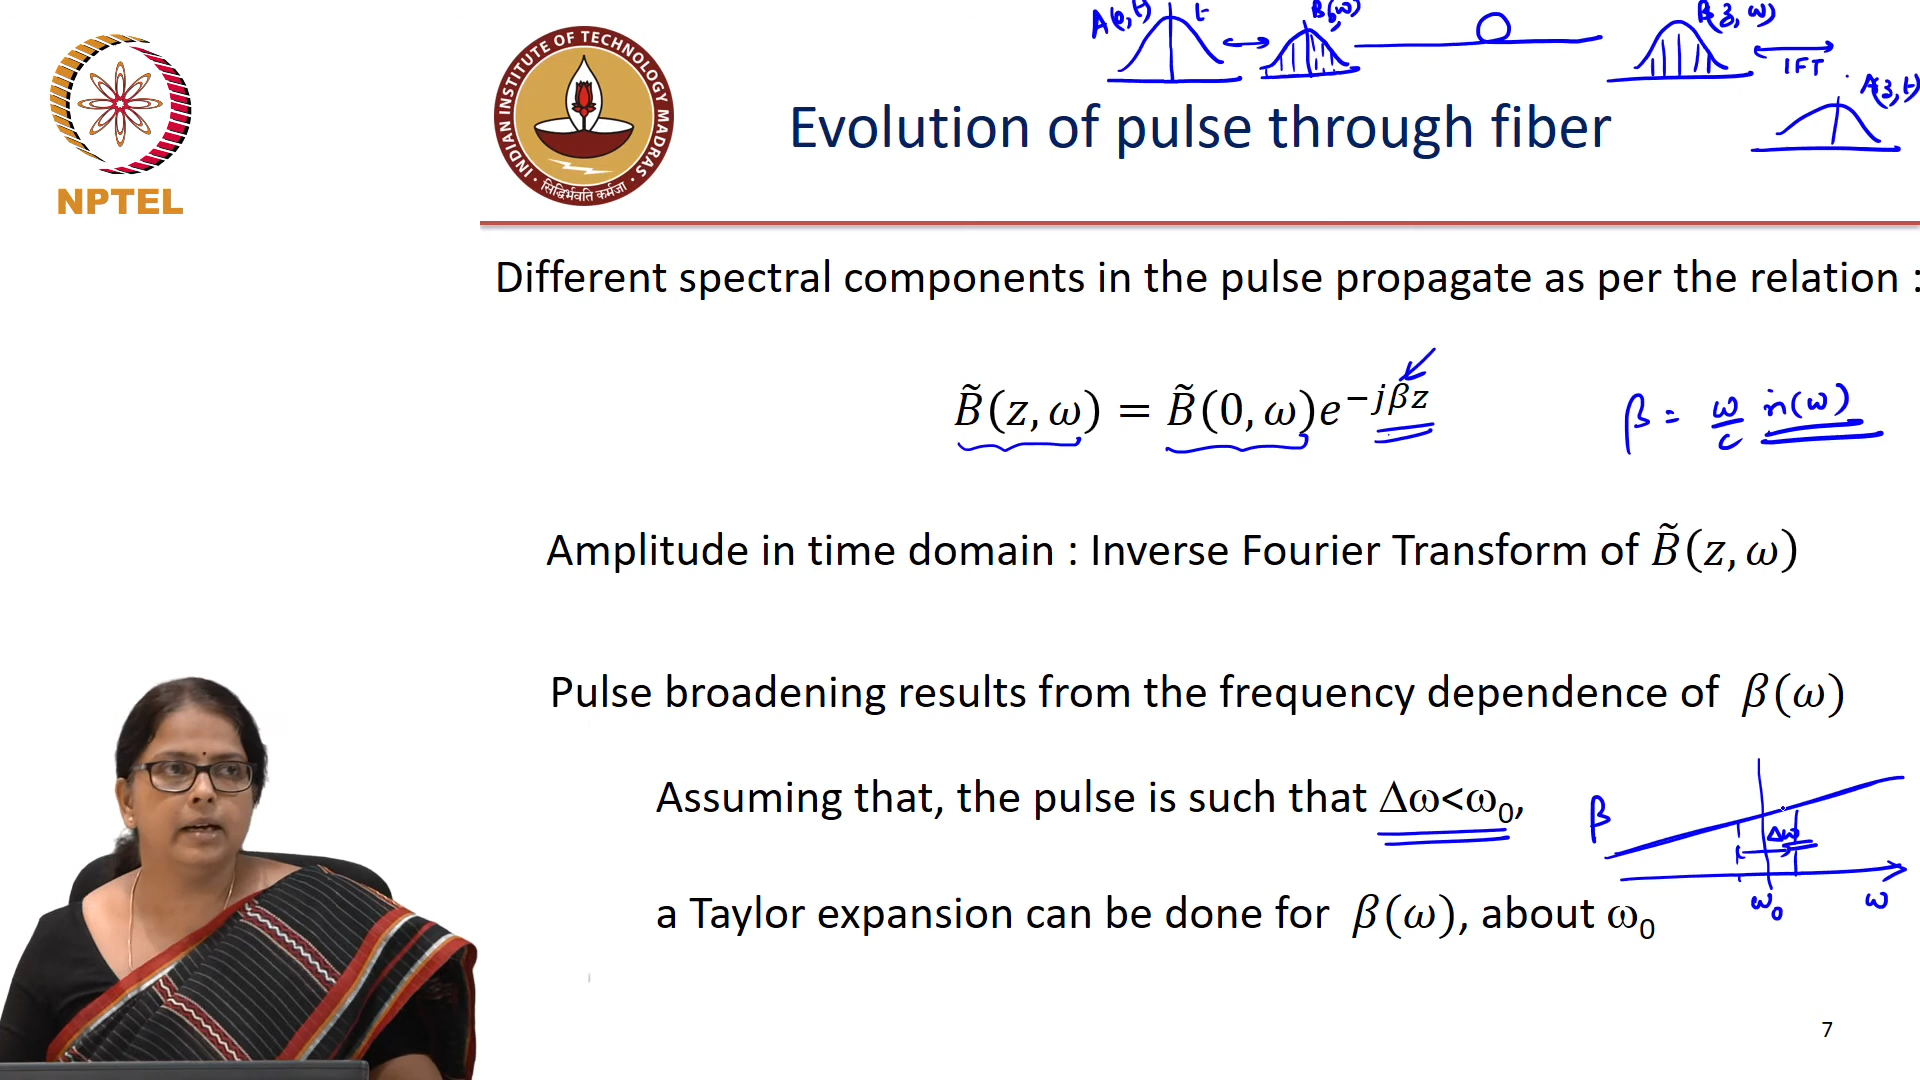 A(0,t)
t
B(0,ω)
B(z,ω)
IFT
A(z,t)
NPTEL
INDIAN INSTITUTE OF TECHNOLOGY MADRAS
सिद्धिर्भवति कर्मजा
Evolution of pulse through fiber
Different spectral components in the pulse propagate as per the relation :
B̃(z, ω) = B̃(0, ω)e^{−jβz}
β = ω/c n(ω)
Amplitude in time domain : Inverse Fourier Transform of B̃(z, ω)
Pulse broadening results from the frequency dependence of β(ω)
Assuming that, the pulse is such that Δω<ω₀,
β
Δω
ω₀
ω
a Taylor expansion can be done for β(ω), about ω₀
7